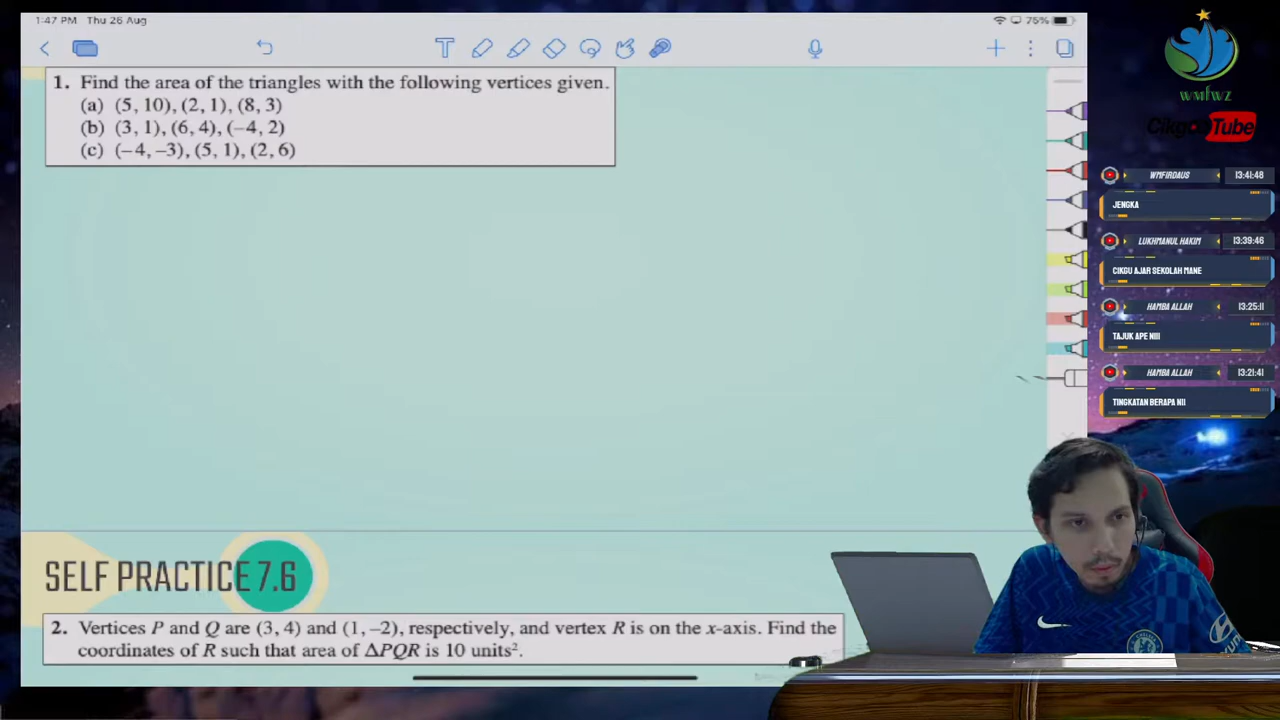 1:47 PM Thu 26 Aug
75%
1. Find the area of the triangles with the following vertices given.
(a) (5, 10), (2, 1), (8, 3)
(b) (3, 1), (6, 4), (−4, 2)
(c) (−4, −3), (5, 1), (2, 6)
SELF PRACTICE 7.6
2. Vertices P and Q are (3, 4) and (1, −2), respectively, and vertex R is on the x-axis. Find the
coordinates of R such that area of ΔPQR is 10 units².
wmfwz
CikgooTube
WMFIRDAUS 13:41:48
JENGKA
LUKHMANUL HAKIM 13:39:46
CIKGU AJAR SEKOLAH MANE
HAMBA ALLAH 13:25:11
TAJUK APE NIII
HAMBA ALLAH 13:21:41
TINGKATAN BERAPA NII
HYUNDAI